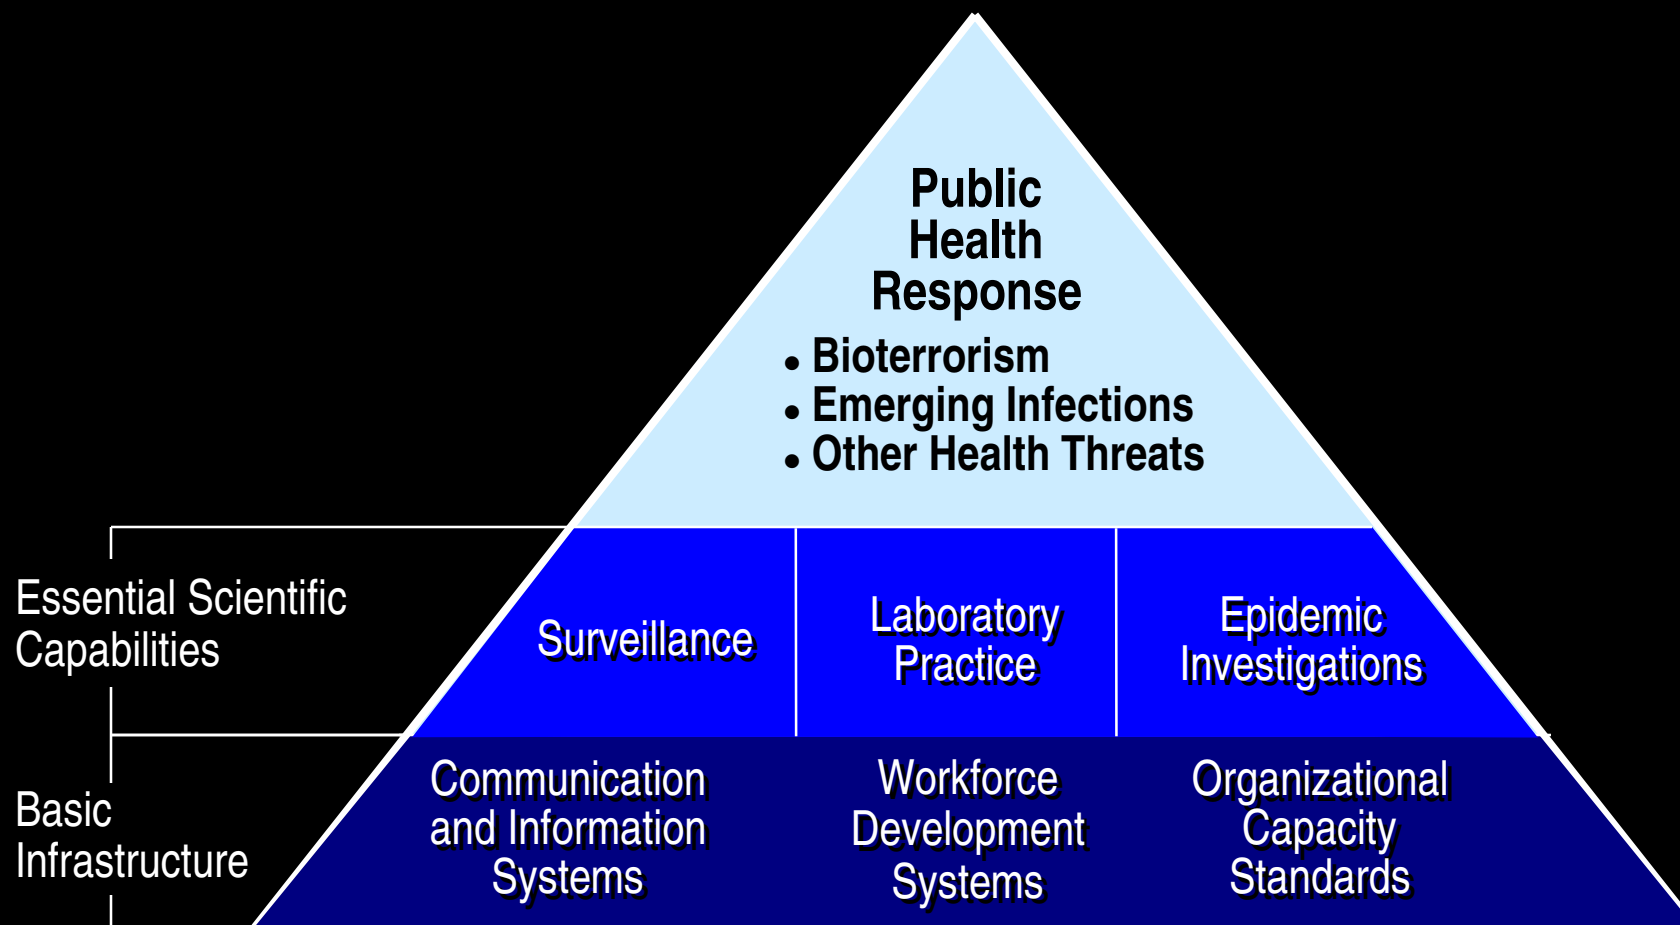 Public
Health
Response
• Bioterrorism
• Emerging Infections
• Other Health Threats
Essential Scientific
Capabilities
Surveillance
Laboratory
Practice
Epidemic
Investigations
Basic
Infrastructure
Communication
and Information
Systems
Workforce
Development
Systems
Organizational
Capacity
Standards